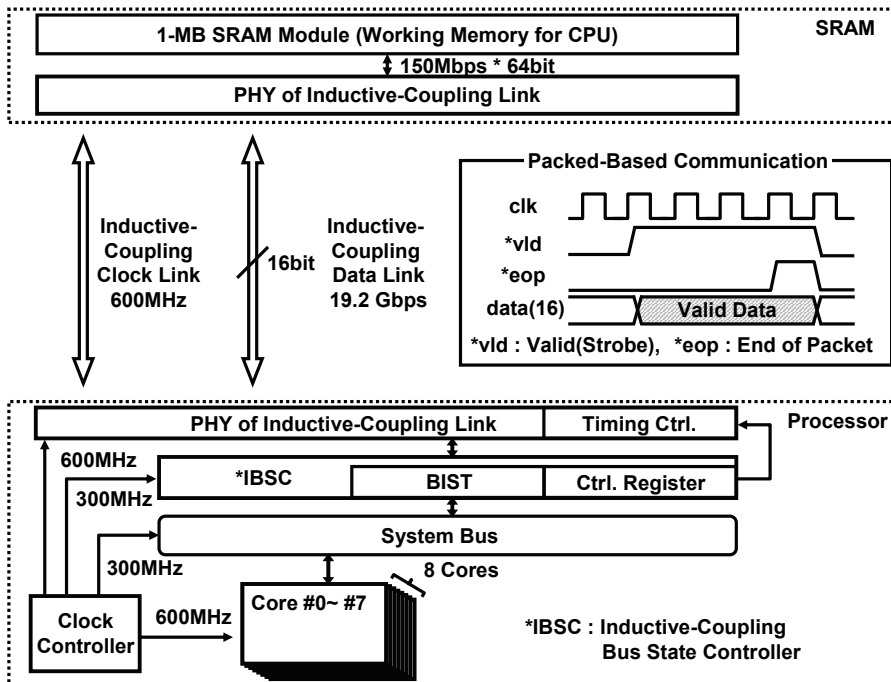 1-MB SRAM Module (Working Memory for CPU)
SRAM
150Mbps * 64bit
PHY of Inductive-Coupling Link
Inductive-
Coupling
Clock Link
600MHz
16bit
Inductive-
Coupling
Data Link
19.2 Gbps
Packed-Based Communication
clk
*vld
*eop
data(16)
Valid Data
*vld : Valid(Strobe), *eop : End of Packet
Processor
PHY of Inductive-Coupling Link
Timing Ctrl.
600MHz
*IBSC
BIST
Ctrl. Register
300MHz
System Bus
300MHz
8 Cores
Clock
Controller
600MHz
Core #0~ #7
*IBSC : Inductive-Coupling
Bus State Controller